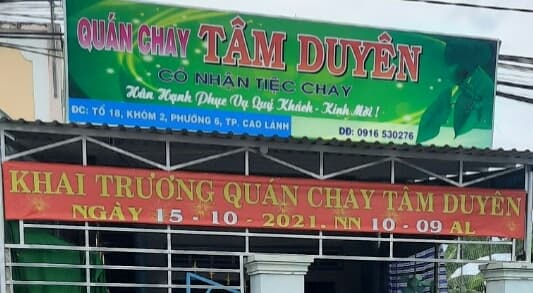 QUÁN CHAY TÂM DUYÊN
CÓ NHẬN TIỆC CHAY
Hân Hạnh Phục Vụ Quý Khách - Kính Mời !
ĐC: TỔ 18, KHÓM 2, PHƯỜNG 6, TP. CAO LÃNH
DĐ: 0916 530276
KHAI TRƯƠNG QUÁN CHAY TÂM DUYÊN
NGÀY 15 - 10 - 2021. NN 10 - 09 AL